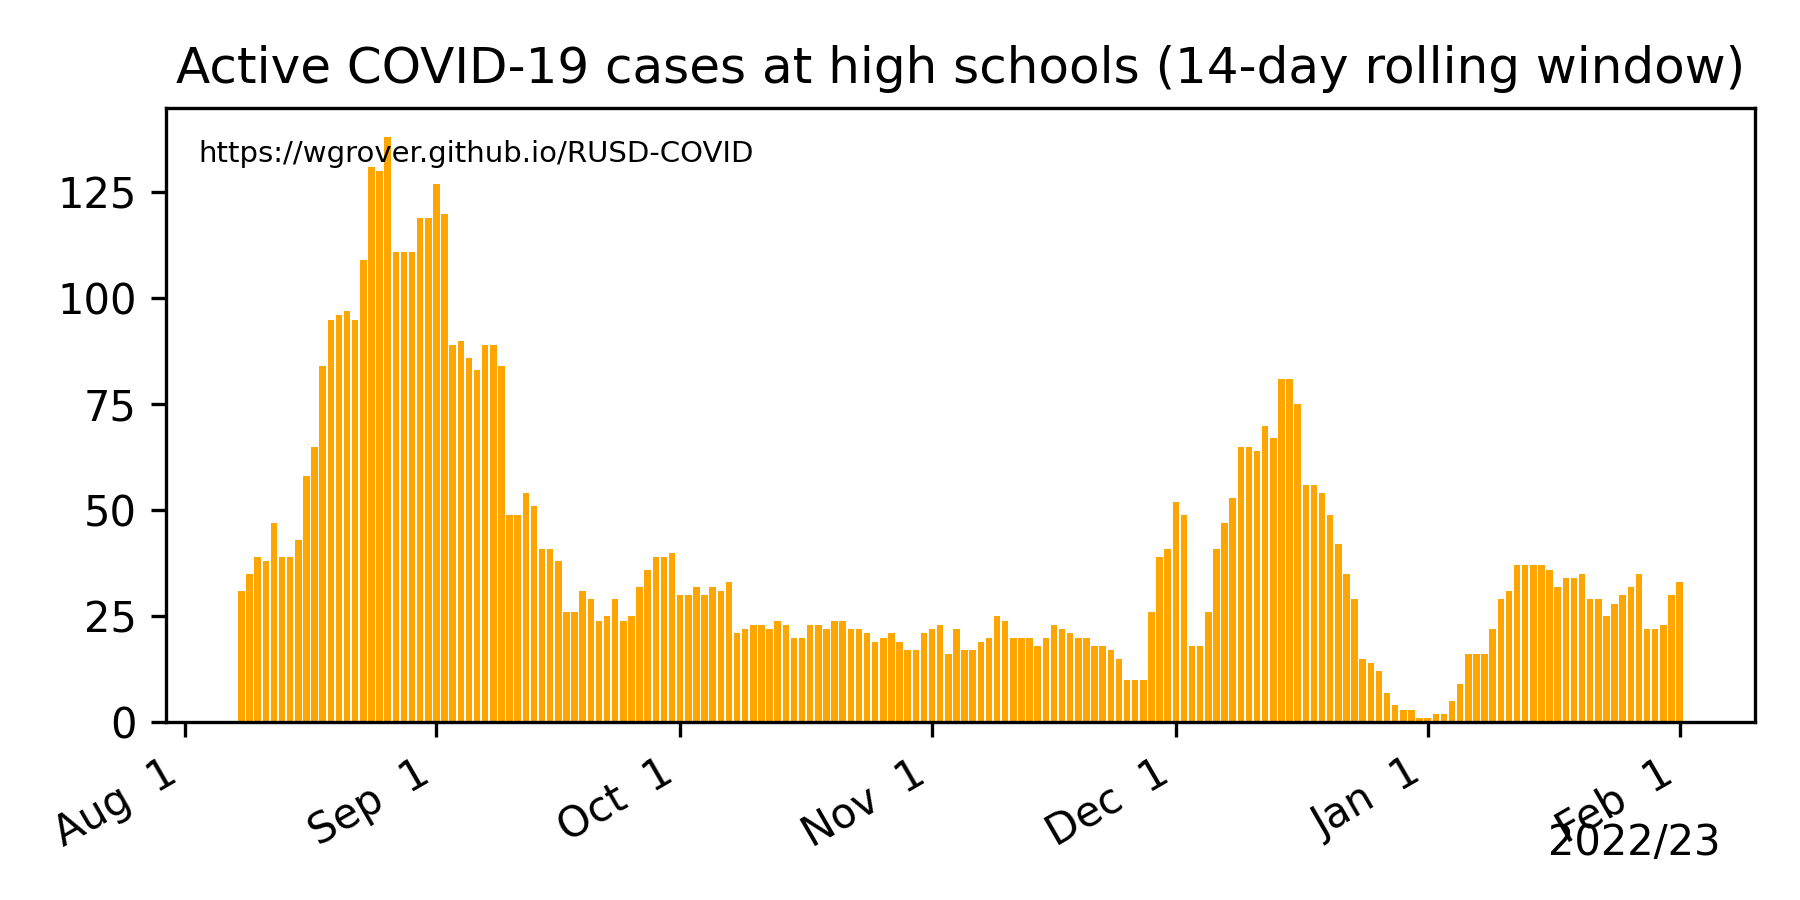 Active COVID-19 cases at high schools (14-day rolling window)
https://wgrover.github.io/RUSD-COVID
125
100
75
50
25
0
Aug 1
Sep 1
Oct 1
Nov 1
Dec 1
Jan 1
Feb 1
2022/23